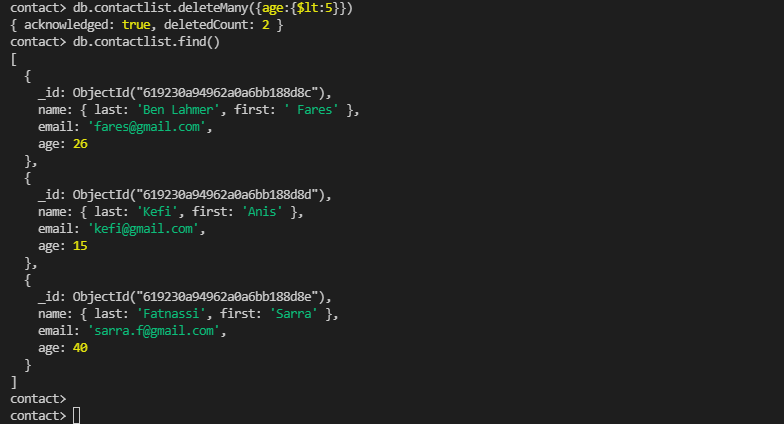 contact> db.contactlist.deleteMany({age:{$lt:5}})
{ acknowledged: true, deletedCount: 2 }
contact> db.contactlist.find()
[
  {
    _id: ObjectId("619230a94962a0a6bb188d8c"),
    name: { last: 'Ben Lahmer', first: ' Fares' },
    email: 'fares@gmail.com',
    age: 26
  },
  {
    _id: ObjectId("619230a94962a0a6bb188d8d"),
    name: { last: 'Kefi', first: 'Anis' },
    email: 'kefi@gmail.com',
    age: 15
  },
  {
    _id: ObjectId("619230a94962a0a6bb188d8e"),
    name: { last: 'Fatnassi', first: 'Sarra' },
    email: 'sarra.f@gmail.com',
    age: 40
  }
]
contact>
contact>